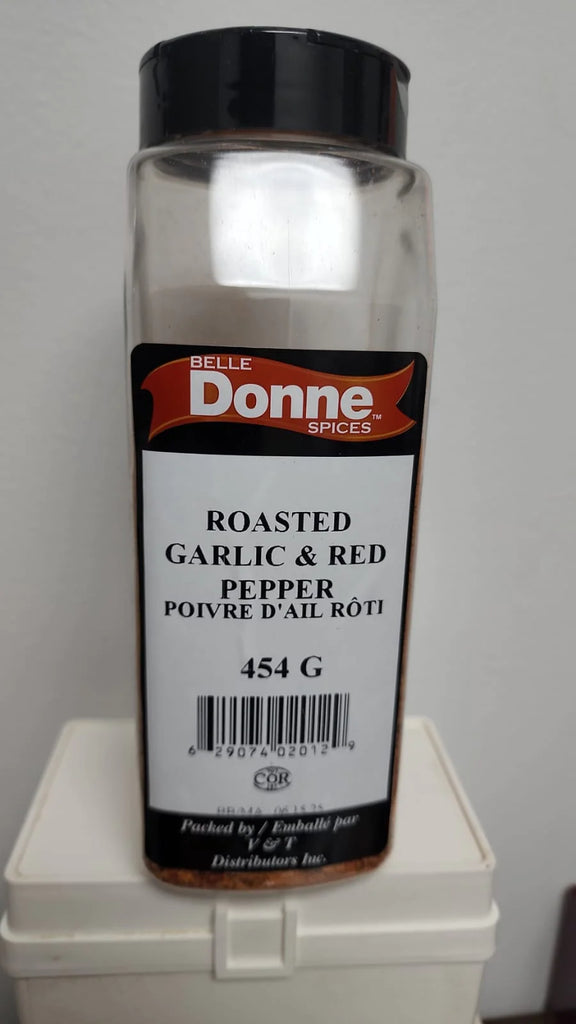 BELLE
Donne™
SPICES
ROASTED
GARLIC & RED
PEPPER
POIVRE D'AIL RÔTI
454 G
6 29074 02012 9
COR
Packed by / Emballé par
V & T
Distributors Inc.